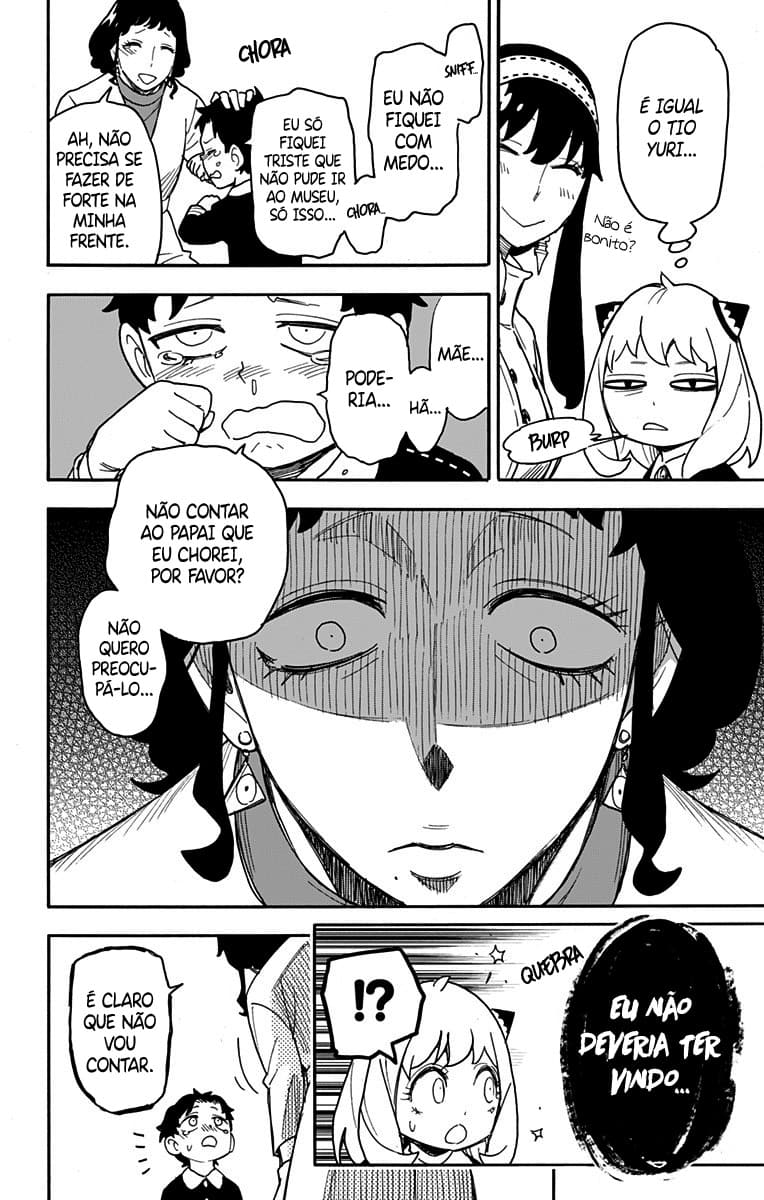 É IGUAL
O TIO
YURI...
Não é
Bonito?
BURP
SNIFF...
EU NÃO
FIQUEI
COM
MEDO...
CHORA
EU SÓ
FIQUEI
TRISTE QUE
NÃO PUDE IR
AO MUSEU,
SÓ ISSO...
CHORA...
AH, NÃO
PRECISA SE
FAZER DE
FORTE NA
MINHA
FRENTE.
MÃE...
HÃ...
PODE-
RIA...
NÃO CONTAR
AO PAPAI QUE
EU CHOREI,
POR FAVOR?
NÃO
QUERO
PREOCU-
PÁ-LO...
EU NÃO
DEVERIA TER
VINDO...
QUEBRA
!?
É CLARO
QUE NÃO
VOU
CONTAR.